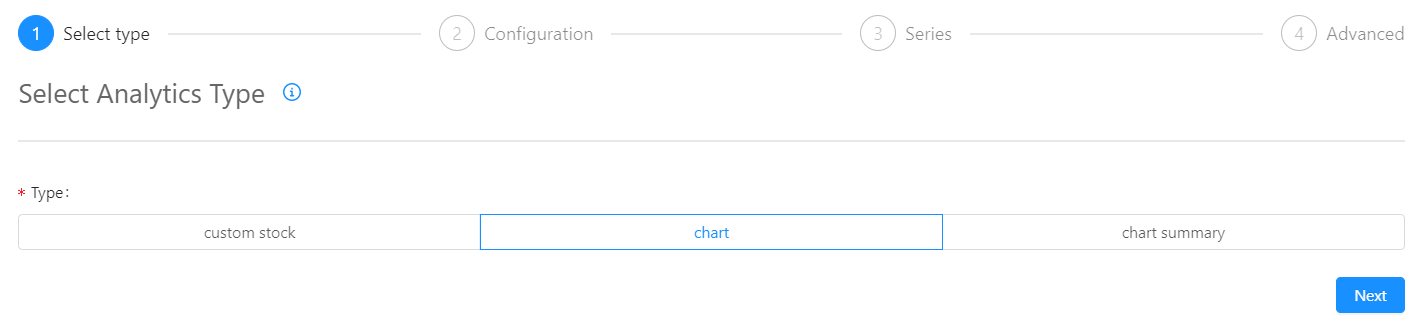 1 Select type 2 Configuration 3 Series 4 Advanced
Select Analytics Type
* Type:
custom stock chart chart summary
Next